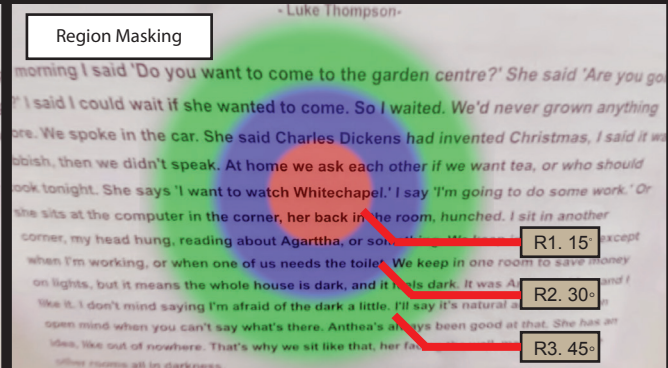 - Luke Thompson-
Region Masking
morning I said 'Do you want to come to the garden centre?' She said 'Are you
I said I could wait if she wanted to come. So I waited. We'd never grown anything
We spoke in the car. She said Charles Dickens had invented Christmas, I said it
then we didn't speak. At home we ask each other if we want tea, or who should
tonight. She says 'I want to watch Whitechapel.' I say 'I'm going to do some work.' Or
she sits at the computer in the corner, her back in the room, hunched. I sit in another
corner, my head hung, reading about Agarttha, or except
R1. 15°
when I'm working, or when one of us needs the toilet. We keep in one room to save money
on lights, but it means the whole house is dark, and it dark. It was and I
R2. 30°
like it. I don't mind saying I'm afraid of the dark a little. I'll say it's natural
open mind when you can't say what's there. Anthea's always been good at that. She has an
idea, like out of nowhere. That's why we sit like that, her
R3. 45°
other rooms all in darkness